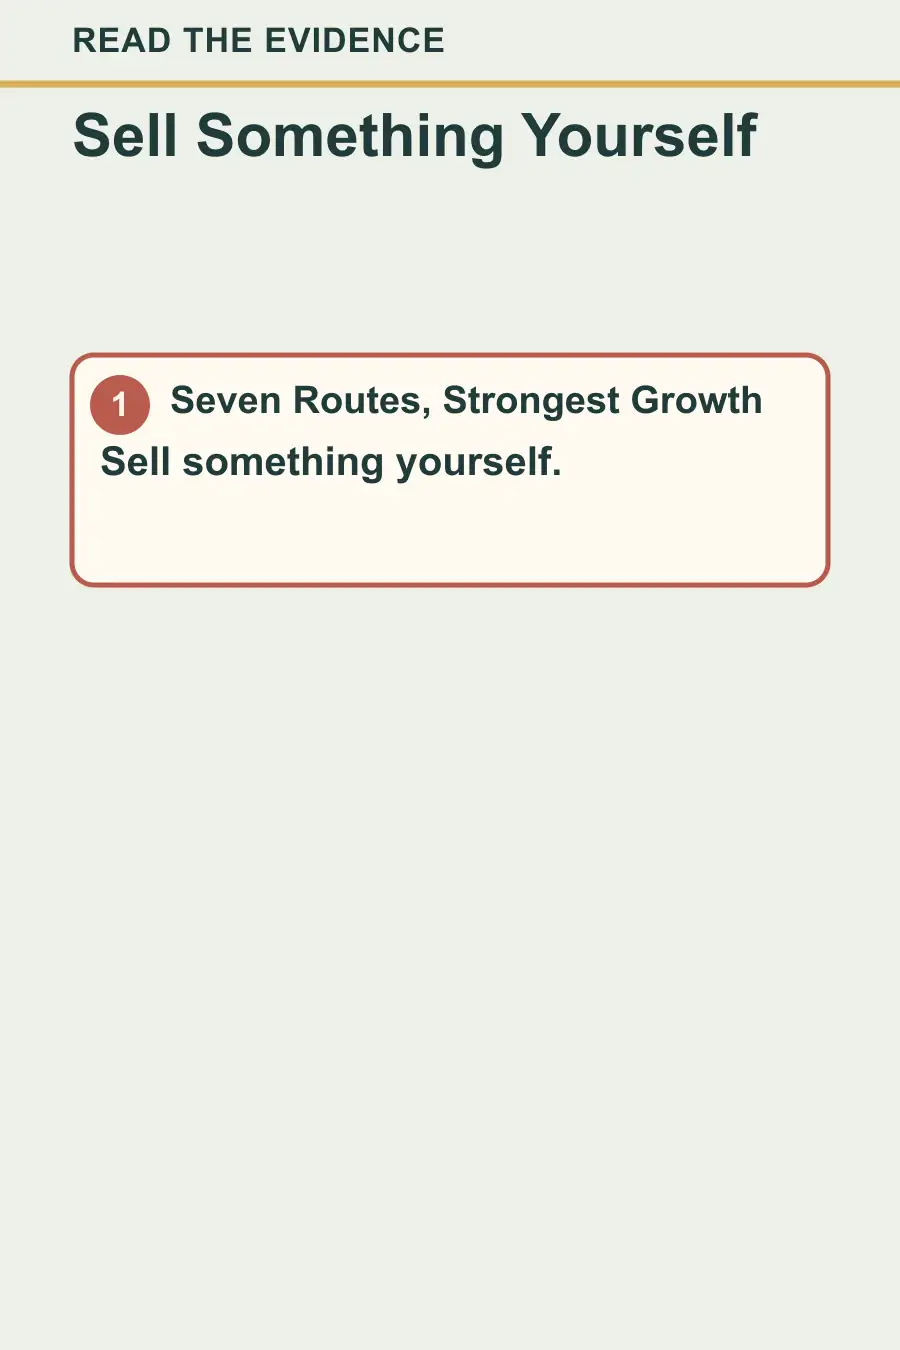 READ THE EVIDENCE
Sell Something Yourself
1 Seven Routes, Strongest Growth
Sell something yourself.